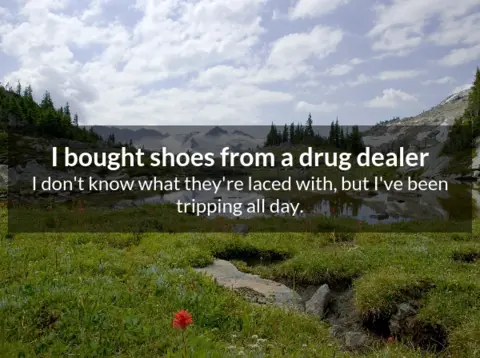 I bought shoes from a drug dealer
I don't know what they're laced with, but I've been
tripping all day.